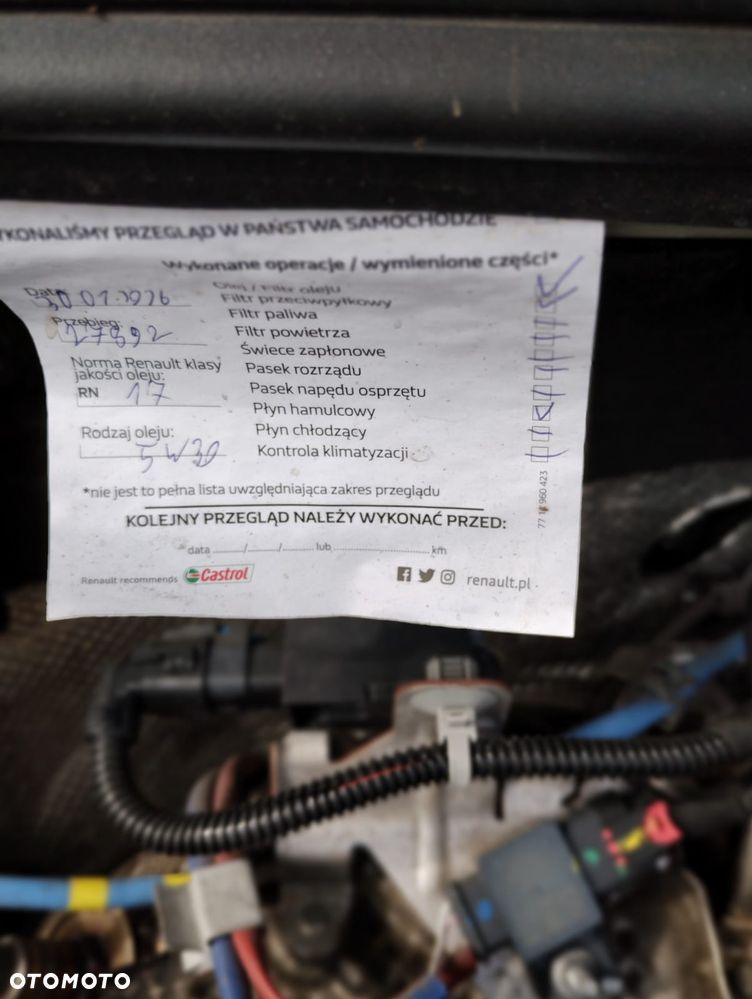 YKONALIŚMY PRZEGLĄD W PAŃSTWA SAMOCHODZIE
Wykonane operacje / wymienione części*
Data:
30 01.2026
Przebieg:
27892
Norma Renault klasy
jakości oleju:
RN 17
Rodzaj oleju:
5W30
Olej / Filtr oleju
Filtr przeciwpyłkowy
Filtr paliwa
Filtr powietrza
Świece zapłonowe
Pasek rozrządu
Pasek napędu osprzętu
Płyn hamulcowy
Płyn chłodzący
Kontrola klimatyzacji
*nie jest to pełna lista uwzględniająca zakres przeglądu
KOLEJNY PRZEGLĄD NALEŻY WYKONAĆ PRZED:
data ....../....../......... lub .......................... km
Renault recommends Castrol
renault.pl
OTOMOTO